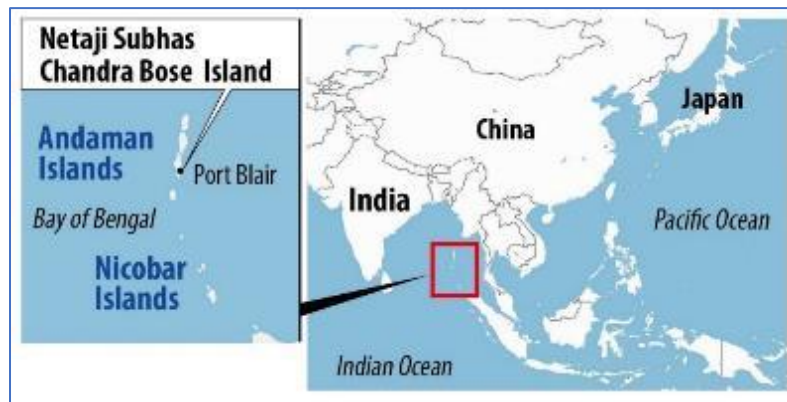 Netaji Subhas
Chandra Bose Island
Andaman
Islands
Port Blair
Bay of Bengal
Nicobar
Islands
Japan
China
India
Pacific Ocean
Indian Ocean